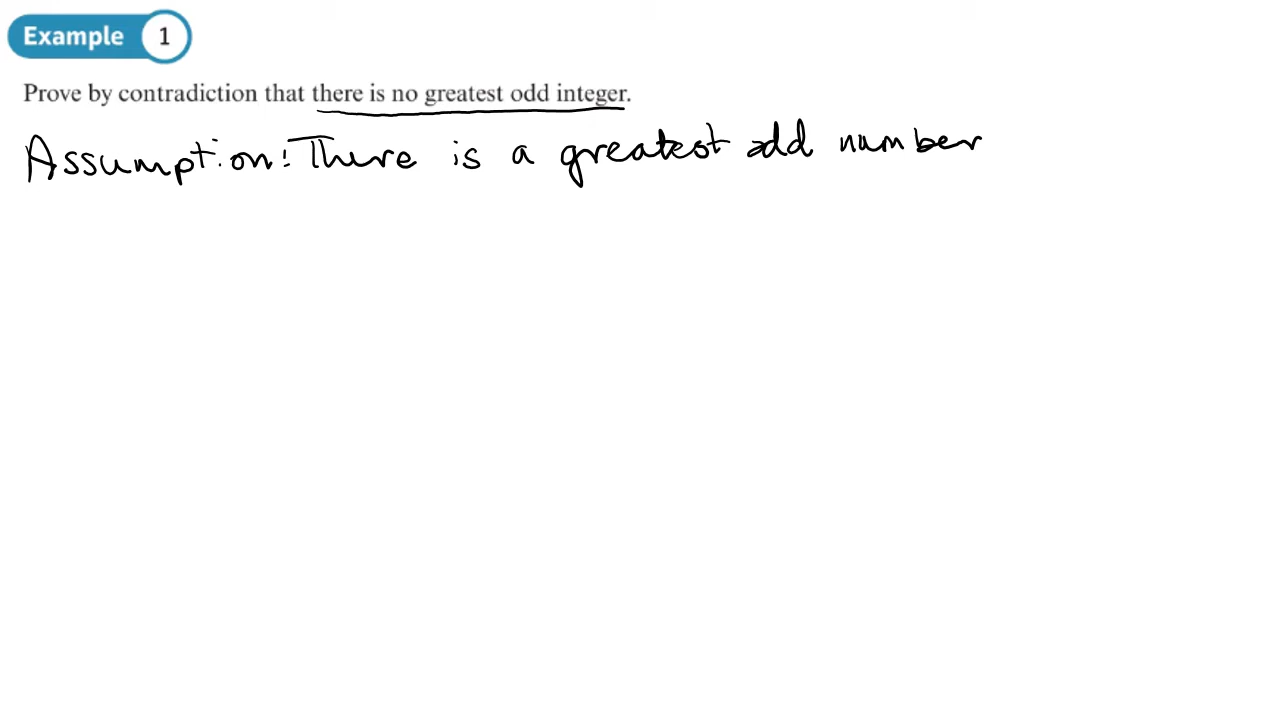 Example 1
Prove by contradiction that there is no greatest odd integer.
Assumption: There is a greatest odd number